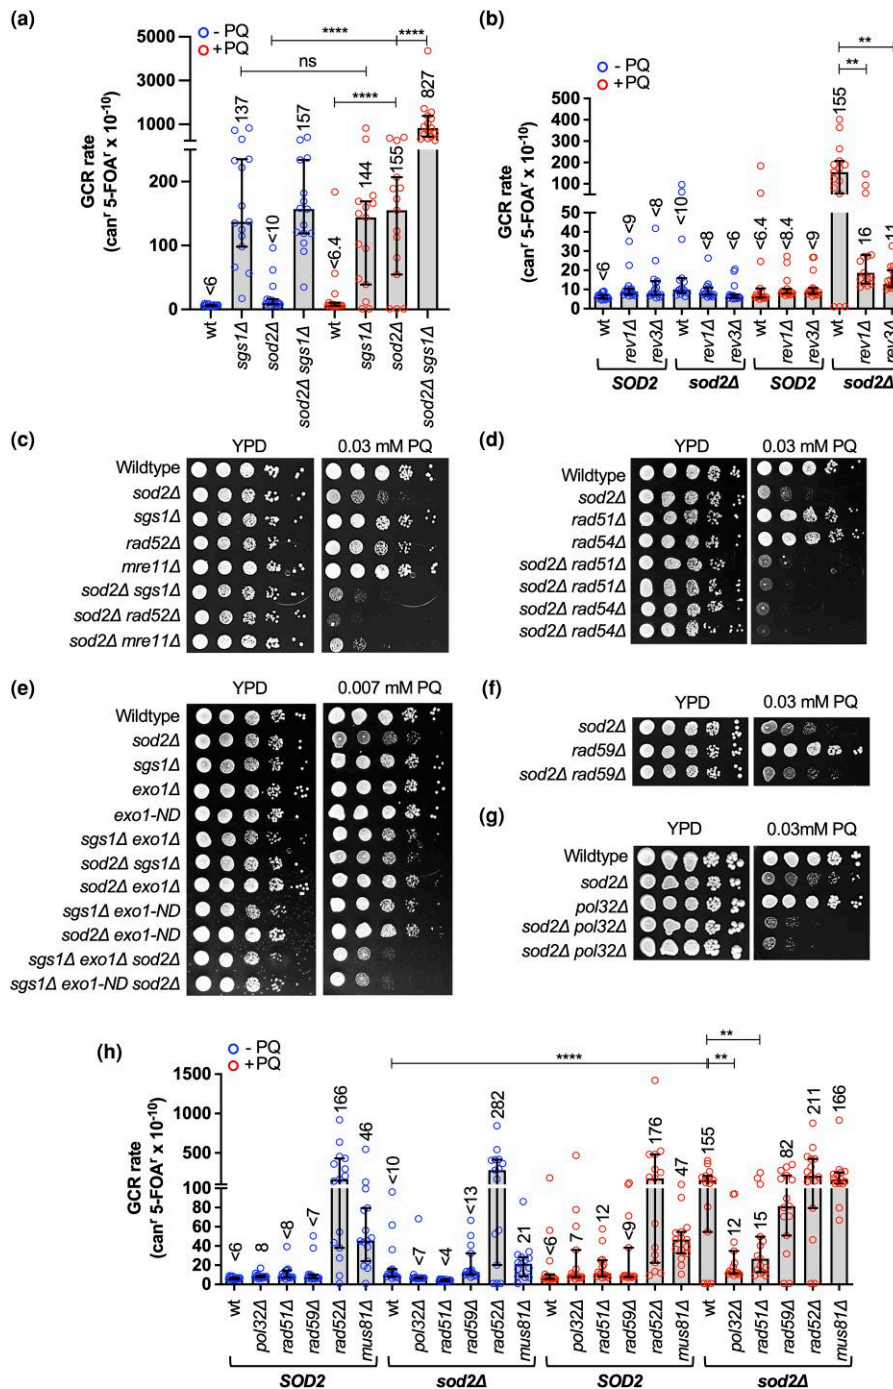 (a)
- PQ
+PQ
****
****
ns
****
GCR rate
(canʳ 5-FOAʳ x 10⁻¹⁰)
5000
3000
1000
200
100
0
<6
137
<10
157
<6.4
144
155
827
wt
sgs1Δ
sod2Δ
sod2Δ sgs1Δ
wt
sgs1Δ
sod2Δ
sod2Δ sgs1Δ
(b)
- PQ
+ PQ
**
**
GCR rate
(canʳ 5-FOAʳ x 10⁻¹⁰)
500
400
300
200
100
50
40
30
20
10
0
<6
<9
<8
<10
<8
<6
<6.4
<8.4
<9
155
16
11
wt
rev1Δ
rev3Δ
wt
rev1Δ
rev3Δ
wt
rev1Δ
rev3Δ
wt
rev1Δ
rev3Δ
SOD2
sod2Δ
SOD2
sod2Δ
(c)
YPD
0.03 mM PQ
Wildtype
sod2Δ
sgs1Δ
rad52Δ
mre11Δ
sod2Δ sgs1Δ
sod2Δ rad52Δ
sod2Δ mre11Δ
(d)
YPD
0.03 mM PQ
Wildtype
sod2Δ
rad51Δ
rad54Δ
sod2Δ rad51Δ
sod2Δ rad51Δ
sod2Δ rad54Δ
sod2Δ rad54Δ
(e)
YPD
0.007 mM PQ
Wildtype
sod2Δ
sgs1Δ
exo1Δ
exo1-ND
sgs1Δ exo1Δ
sod2Δ sgs1Δ
sod2Δ exo1Δ
sgs1Δ exo1-ND
sod2Δ exo1-ND
sgs1Δ exo1Δ sod2Δ
sgs1Δ exo1-ND sod2Δ
(f)
YPD
0.03 mM PQ
sod2Δ
rad59Δ
sod2Δ rad59Δ
(g)
YPD
0.03mM PQ
Wildtype
sod2Δ
pol32Δ
sod2Δ pol32Δ
sod2Δ pol32Δ
(h)
- PQ
+PQ
**
****
**
GCR rate
(canʳ 5-FOAʳ x 10⁻¹⁰)
1500
1000
500
100
80
60
40
20
0
<6
8
<8
<7
166
46
<10
<7
<4
<13
282
21
<6
7
12
<9
176
47
155
12
15
82
211
166
wt
pol32Δ
rad51Δ
rad59Δ
rad52Δ
mus81Δ
wt
pol32Δ
rad51Δ
rad59Δ
rad52Δ
mus81Δ
wt
pol32Δ
rad51Δ
rad59Δ
rad52Δ
mus81Δ
wt
pol32Δ
rad51Δ
rad59Δ
rad52Δ
mus81Δ
SOD2
sod2Δ
SOD2
sod2Δ